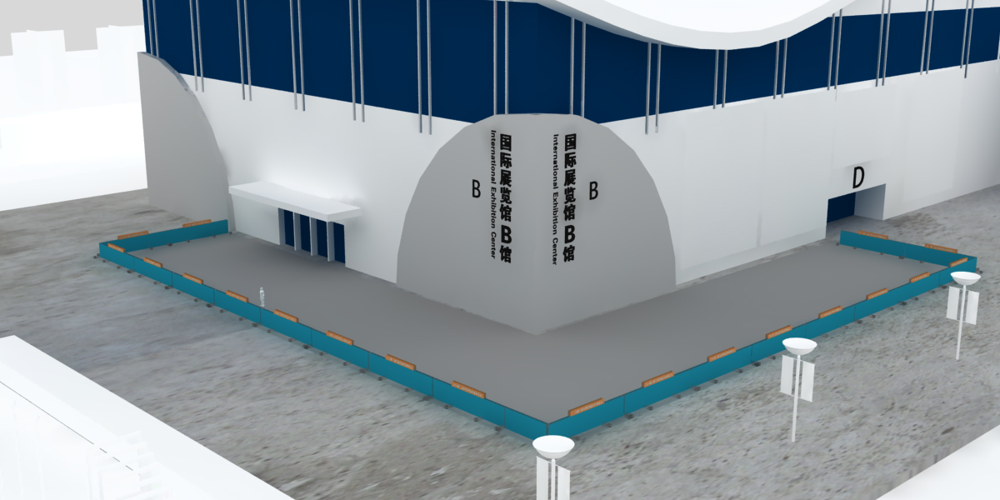 国际展览馆B馆
International Exhibition Center
B
国际展览馆B馆
International Exhibition Center
B
D